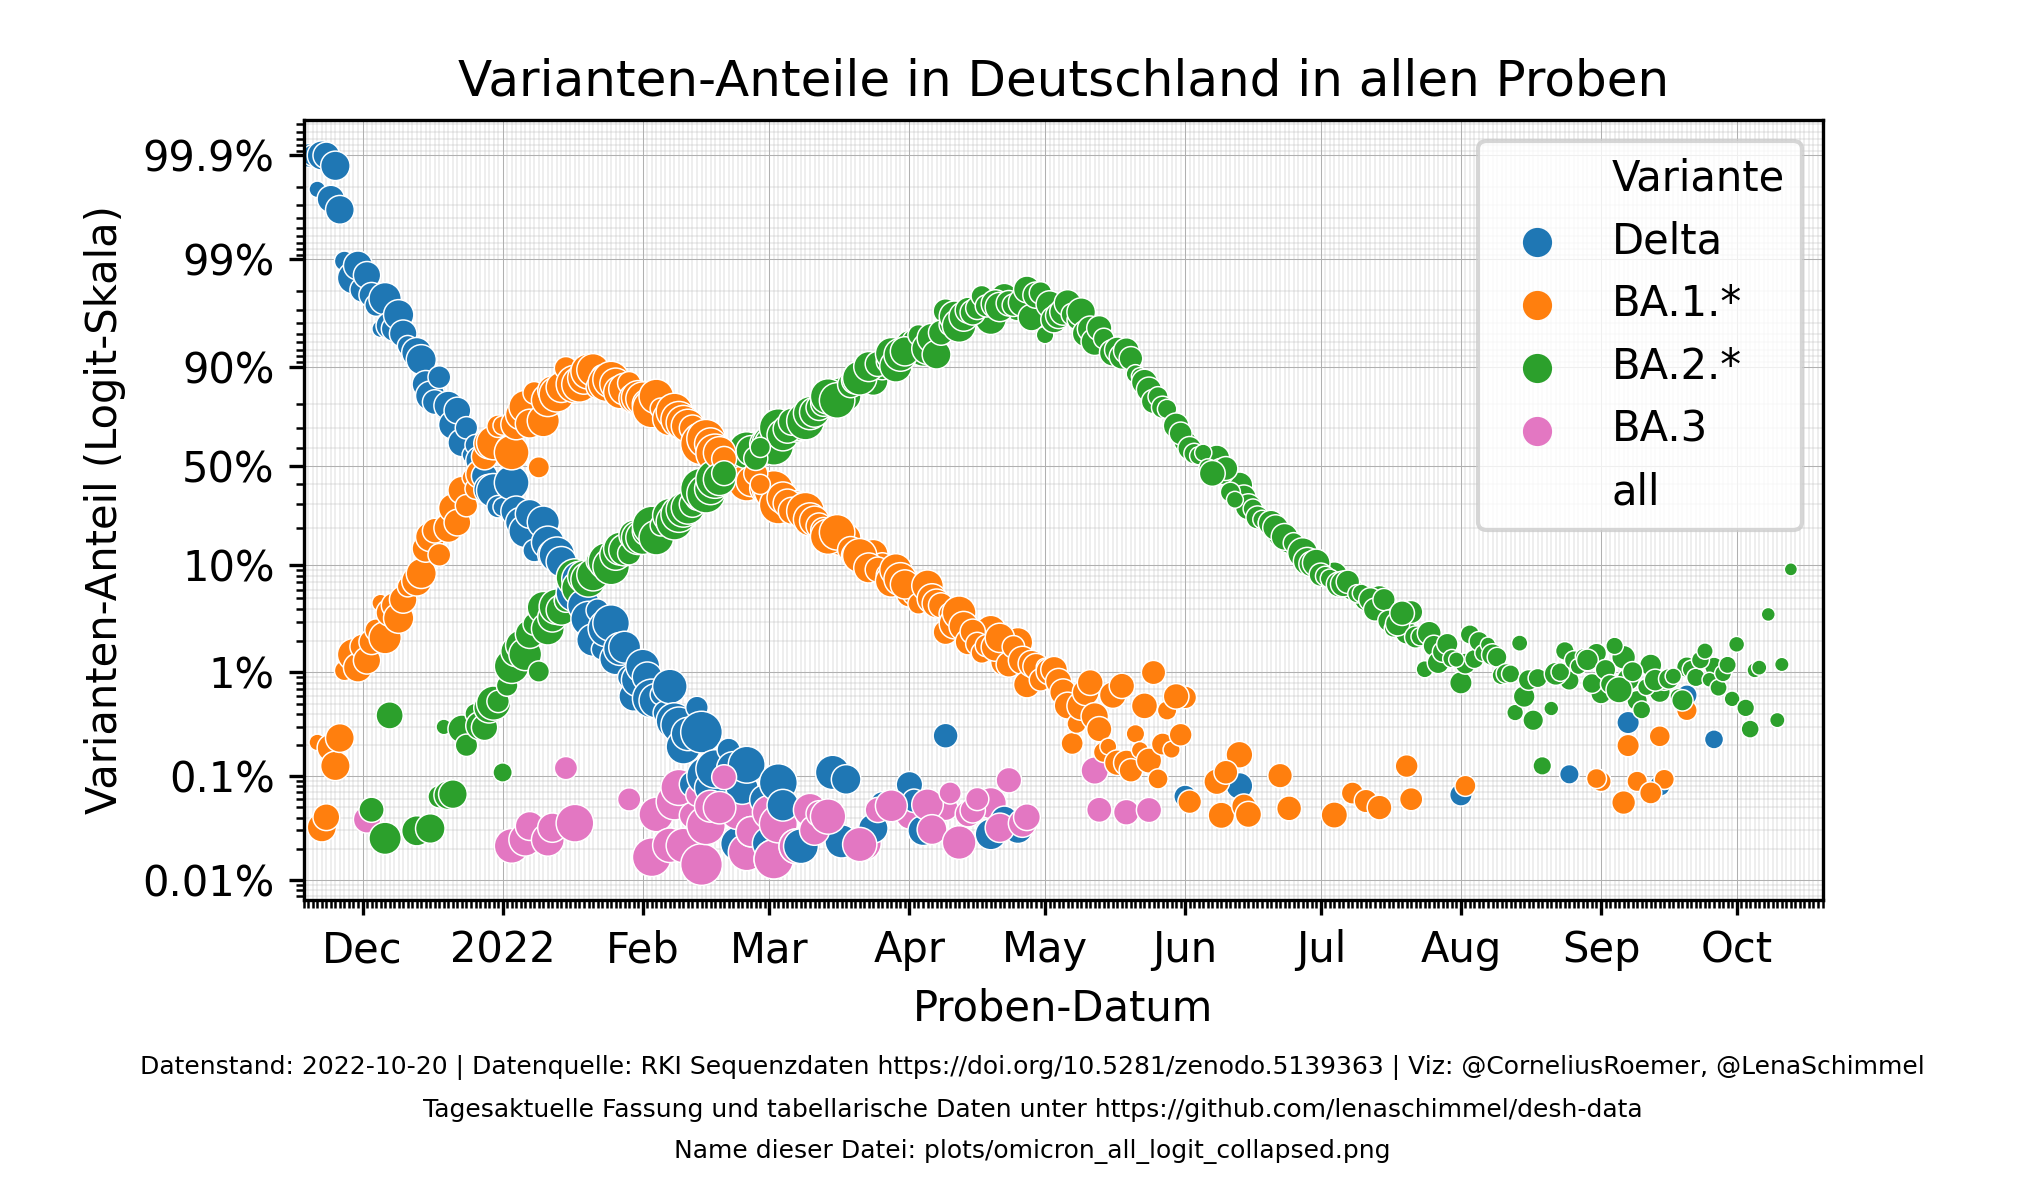 Varianten-Anteile in Deutschland in allen Proben
Varianten-Anteil (Logit-Skala)
99.9%
99%
90%
50%
10%
1%
0.1%
0.01%
Variante
Delta
BA.1.*
BA.2.*
BA.3
all
Dec 2022 Feb Mar Apr May Jun Jul Aug Sep Oct
Proben-Datum
Datenstand: 2022-10-20 | Datenquelle: RKI Sequenzdaten https://doi.org/10.5281/zenodo.5139363 | Viz: @CorneliusRoemer, @LenaSchimmel
Tagesaktuelle Fassung und tabellarische Daten unter https://github.com/lenaschimmel/desh-data
Name dieser Datei: plots/omicron_all_logit_collapsed.png